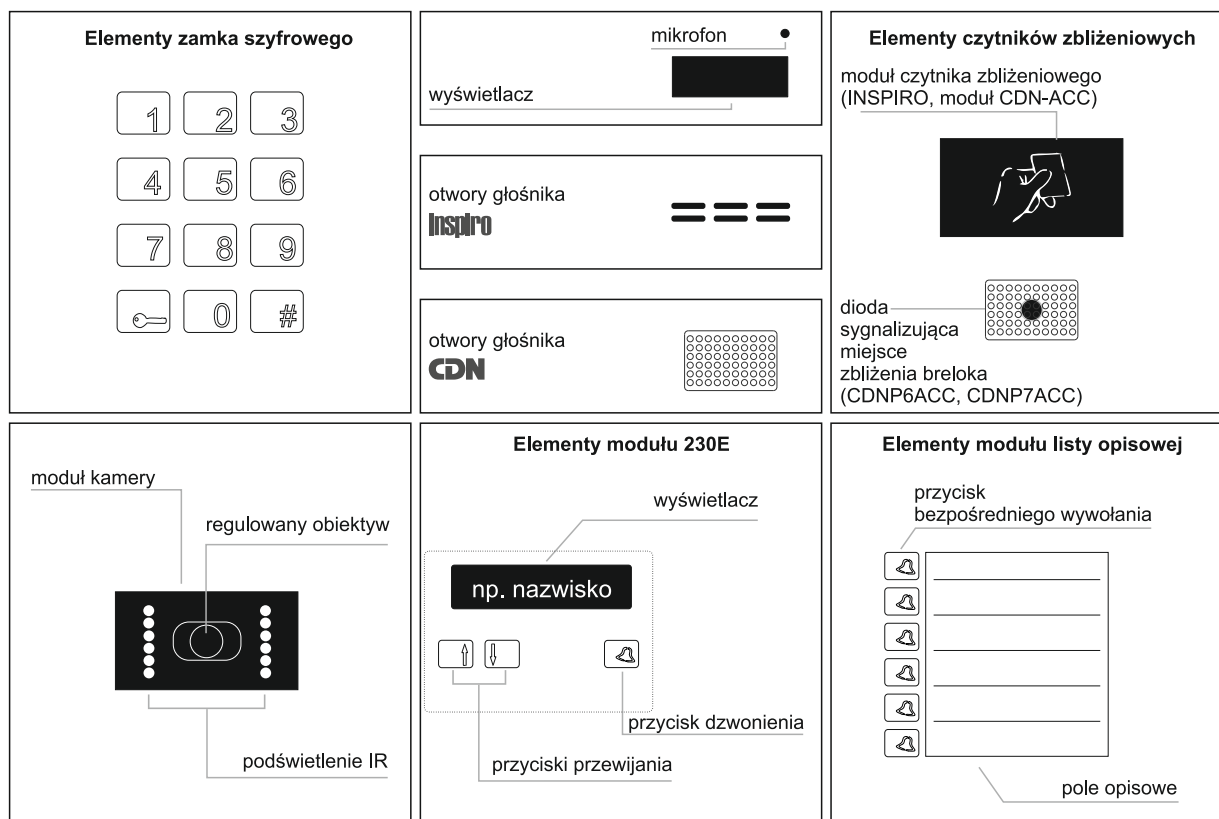 Elementy zamka szyfrowego
1 2 3
4 5 6
7 8 9
0 #
mikrofon
wyświetlacz
otwory głośnika
Inspiro
otwory głośnika
CDN
Elementy czytników zbliżeniowych
moduł czytnika zbliżeniowego
(INSPIRO, moduł CDN-ACC)
dioda
sygnalizująca
miejsce
zbliżenia breloka
(CDNP6ACC, CDNP7ACC)
moduł kamery
regulowany obiektyw
podświetlenie IR
Elementy modułu 230E
wyświetlacz
np. nazwisko
przycisk dzwonienia
przyciski przewijania
Elementy modułu listy opisowej
przycisk
bezpośredniego wywołania
pole opisowe